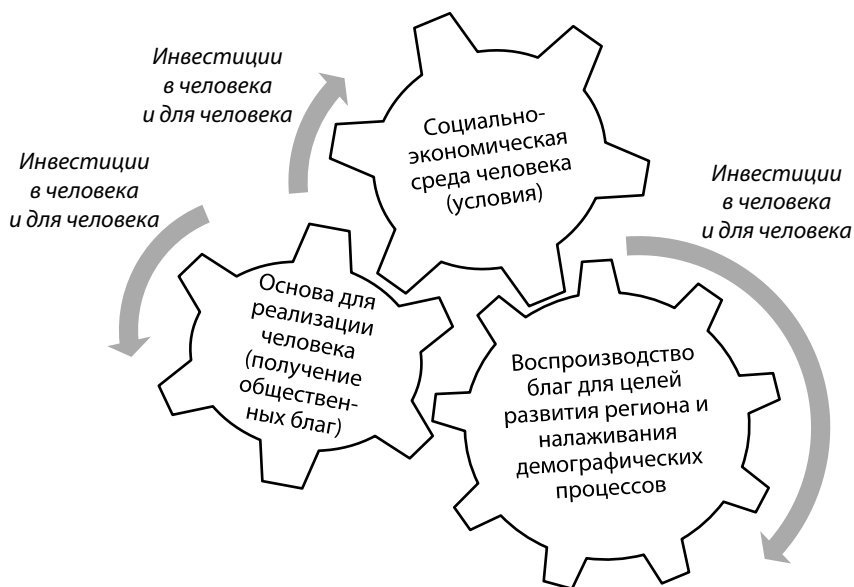 Инвестиции
в человека
и для человека
Инвестиции
в человека
и для человека
Социально-
экономическая
среда человека
(условия)
Инвестиции
в человека
и для человека
Основа для
реализации
человека
(получение
обществен-
ных благ)
Воспроизводство
благ для целей
развития региона и
налаживания
демографических
процессов